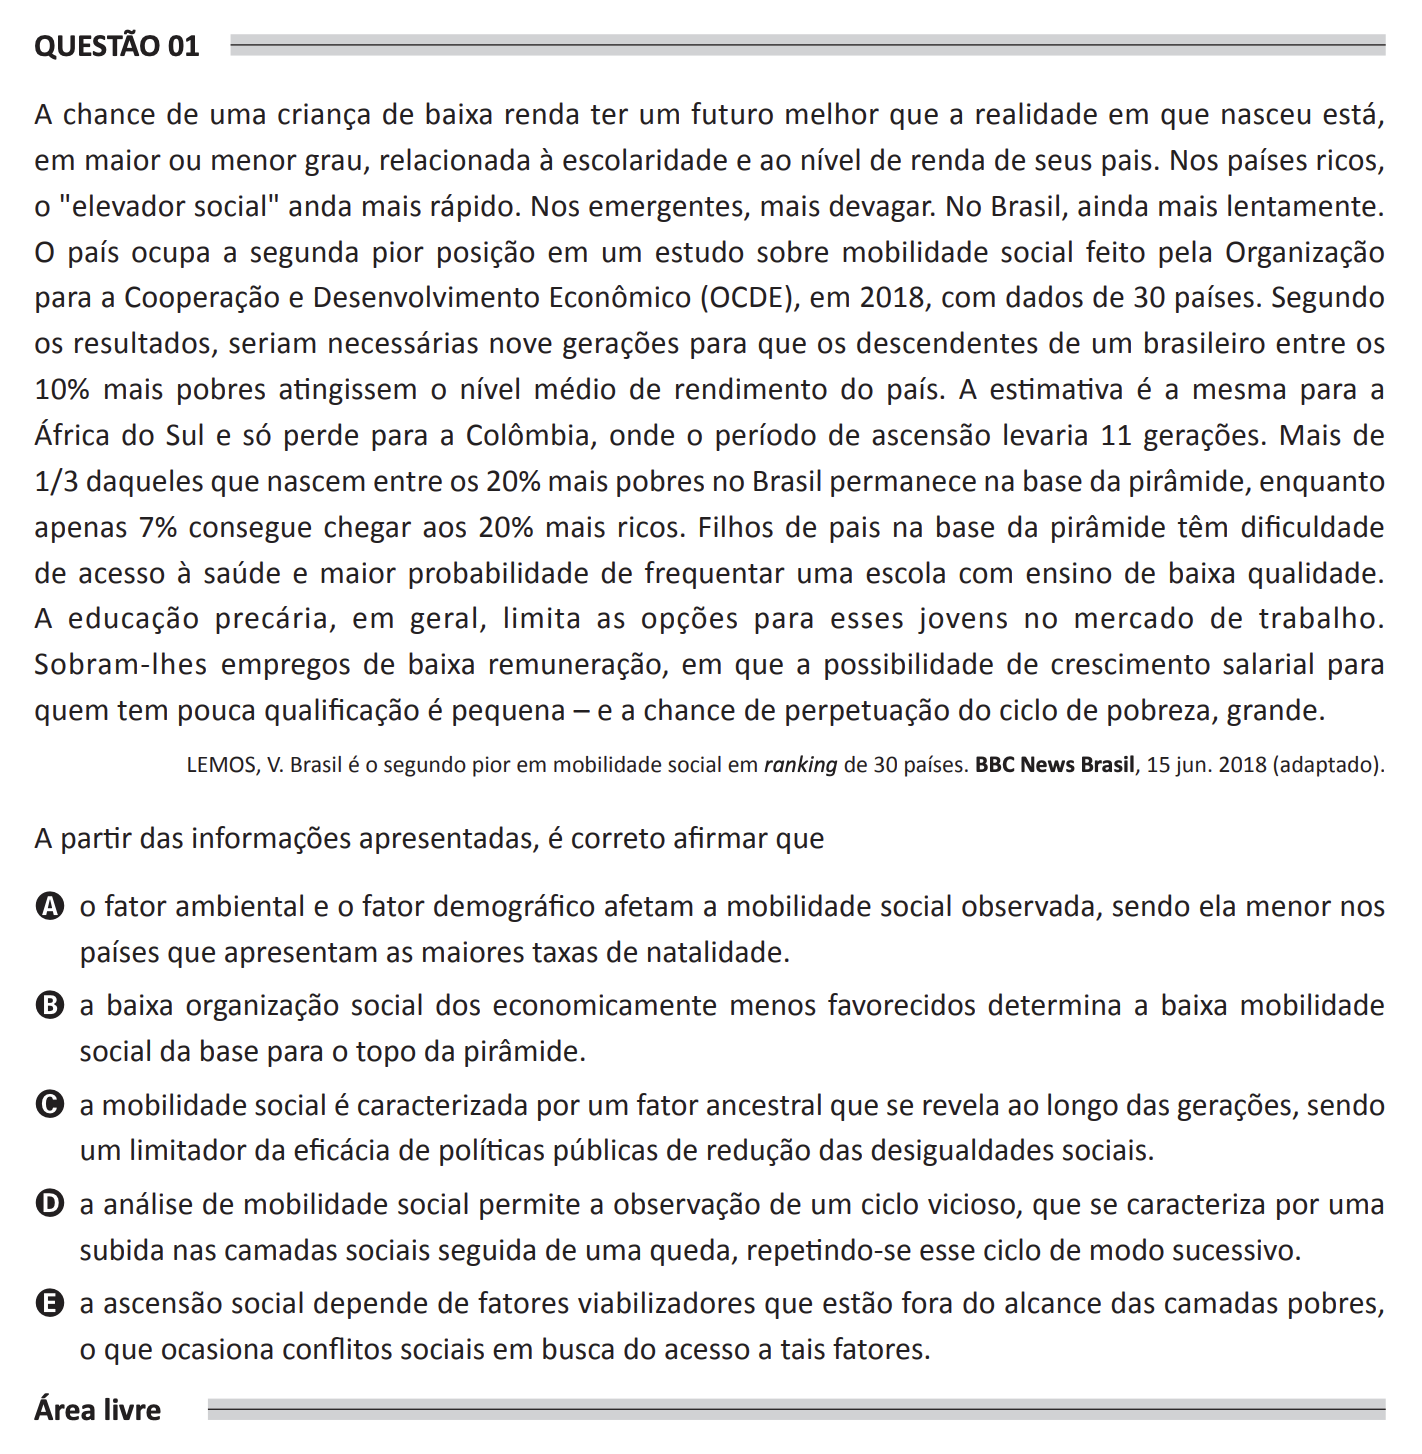 QUESTÃO 01
A chance de uma criança de baixa renda ter um futuro melhor que a realidade em que nasceu está,
em maior ou menor grau, relacionada à escolaridade e ao nível de renda de seus pais. Nos países ricos,
o "elevador social" anda mais rápido. Nos emergentes, mais devagar. No Brasil, ainda mais lentamente.
O país ocupa a segunda pior posição em um estudo sobre mobilidade social feito pela Organização
para a Cooperação e Desenvolvimento Econômico (OCDE), em 2018, com dados de 30 países. Segundo
os resultados, seriam necessárias nove gerações para que os descendentes de um brasileiro entre os
10% mais pobres atingissem o nível médio de rendimento do país. A estimativa é a mesma para a
África do Sul e só perde para a Colômbia, onde o período de ascensão levaria 11 gerações. Mais de
1/3 daqueles que nascem entre os 20% mais pobres no Brasil permanece na base da pirâmide, enquanto
apenas 7% consegue chegar aos 20% mais ricos. Filhos de pais na base da pirâmide têm dificuldade
de acesso à saúde e maior probabilidade de frequentar uma escola com ensino de baixa qualidade.
A educação precária, em geral, limita as opções para esses jovens no mercado de trabalho.
Sobram-lhes empregos de baixa remuneração, em que a possibilidade de crescimento salarial para
quem tem pouca qualificação é pequena – e a chance de perpetuação do ciclo de pobreza, grande.
LEMOS, V. Brasil é o segundo pior em mobilidade social em ranking de 30 países. BBC News Brasil, 15 jun. 2018 (adaptado).
A partir das informações apresentadas, é correto afirmar que
A o fator ambiental e o fator demográfico afetam a mobilidade social observada, sendo ela menor nos
países que apresentam as maiores taxas de natalidade.
B a baixa organização social dos economicamente menos favorecidos determina a baixa mobilidade
social da base para o topo da pirâmide.
C a mobilidade social é caracterizada por um fator ancestral que se revela ao longo das gerações, sendo
um limitador da eficácia de políticas públicas de redução das desigualdades sociais.
D a análise de mobilidade social permite a observação de um ciclo vicioso, que se caracteriza por uma
subida nas camadas sociais seguida de uma queda, repetindo-se esse ciclo de modo sucessivo.
E a ascensão social depende de fatores viabilizadores que estão fora do alcance das camadas pobres,
o que ocasiona conflitos sociais em busca do acesso a tais fatores.
Área livre